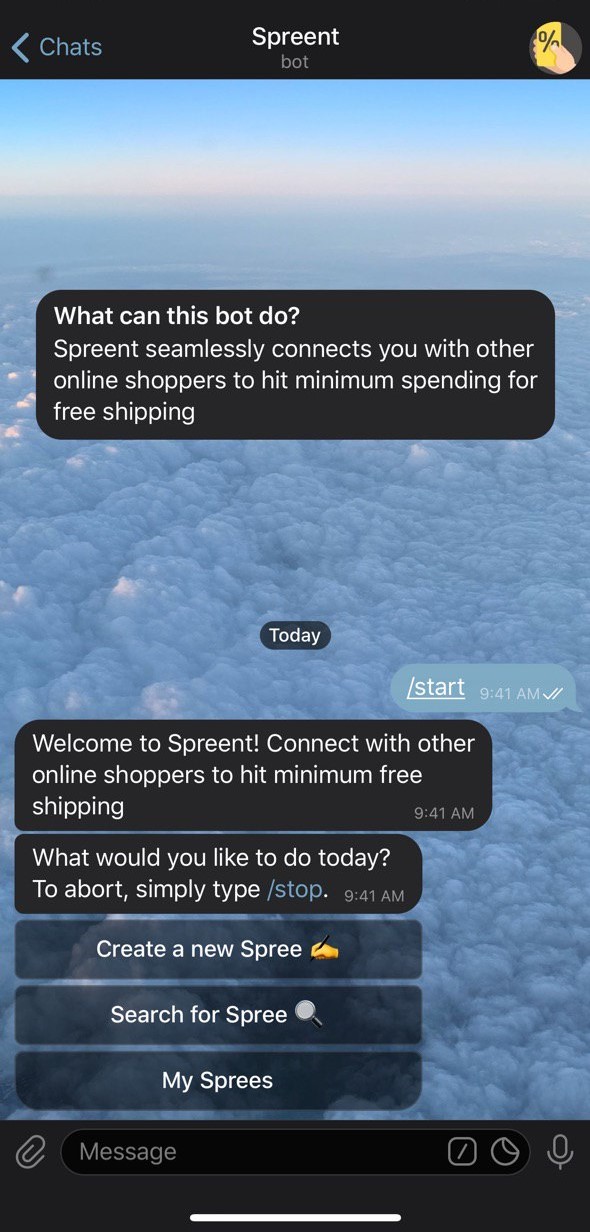 Chats
Spreent
bot
%
What can this bot do?
Spreent seamlessly connects you with other
online shoppers to hit minimum spending for
free shipping
Today
/start 9:41 AM
Welcome to Spreent! Connect with other
online shoppers to hit minimum free
shipping 9:41 AM
What would you like to do today?
To abort, simply type /stop. 9:41 AM
Create a new Spree ✍️
Search for Spree 🔍
My Sprees
Message